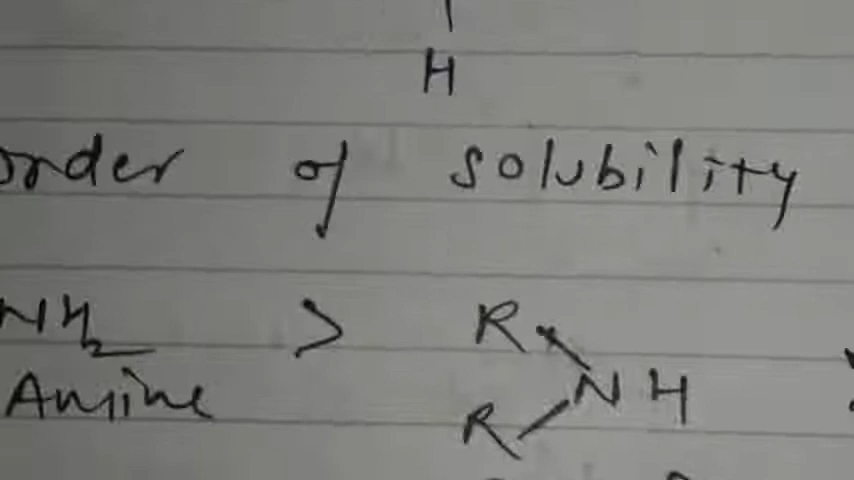 H
order of solubility
NH2 > R
NH
Amine
R